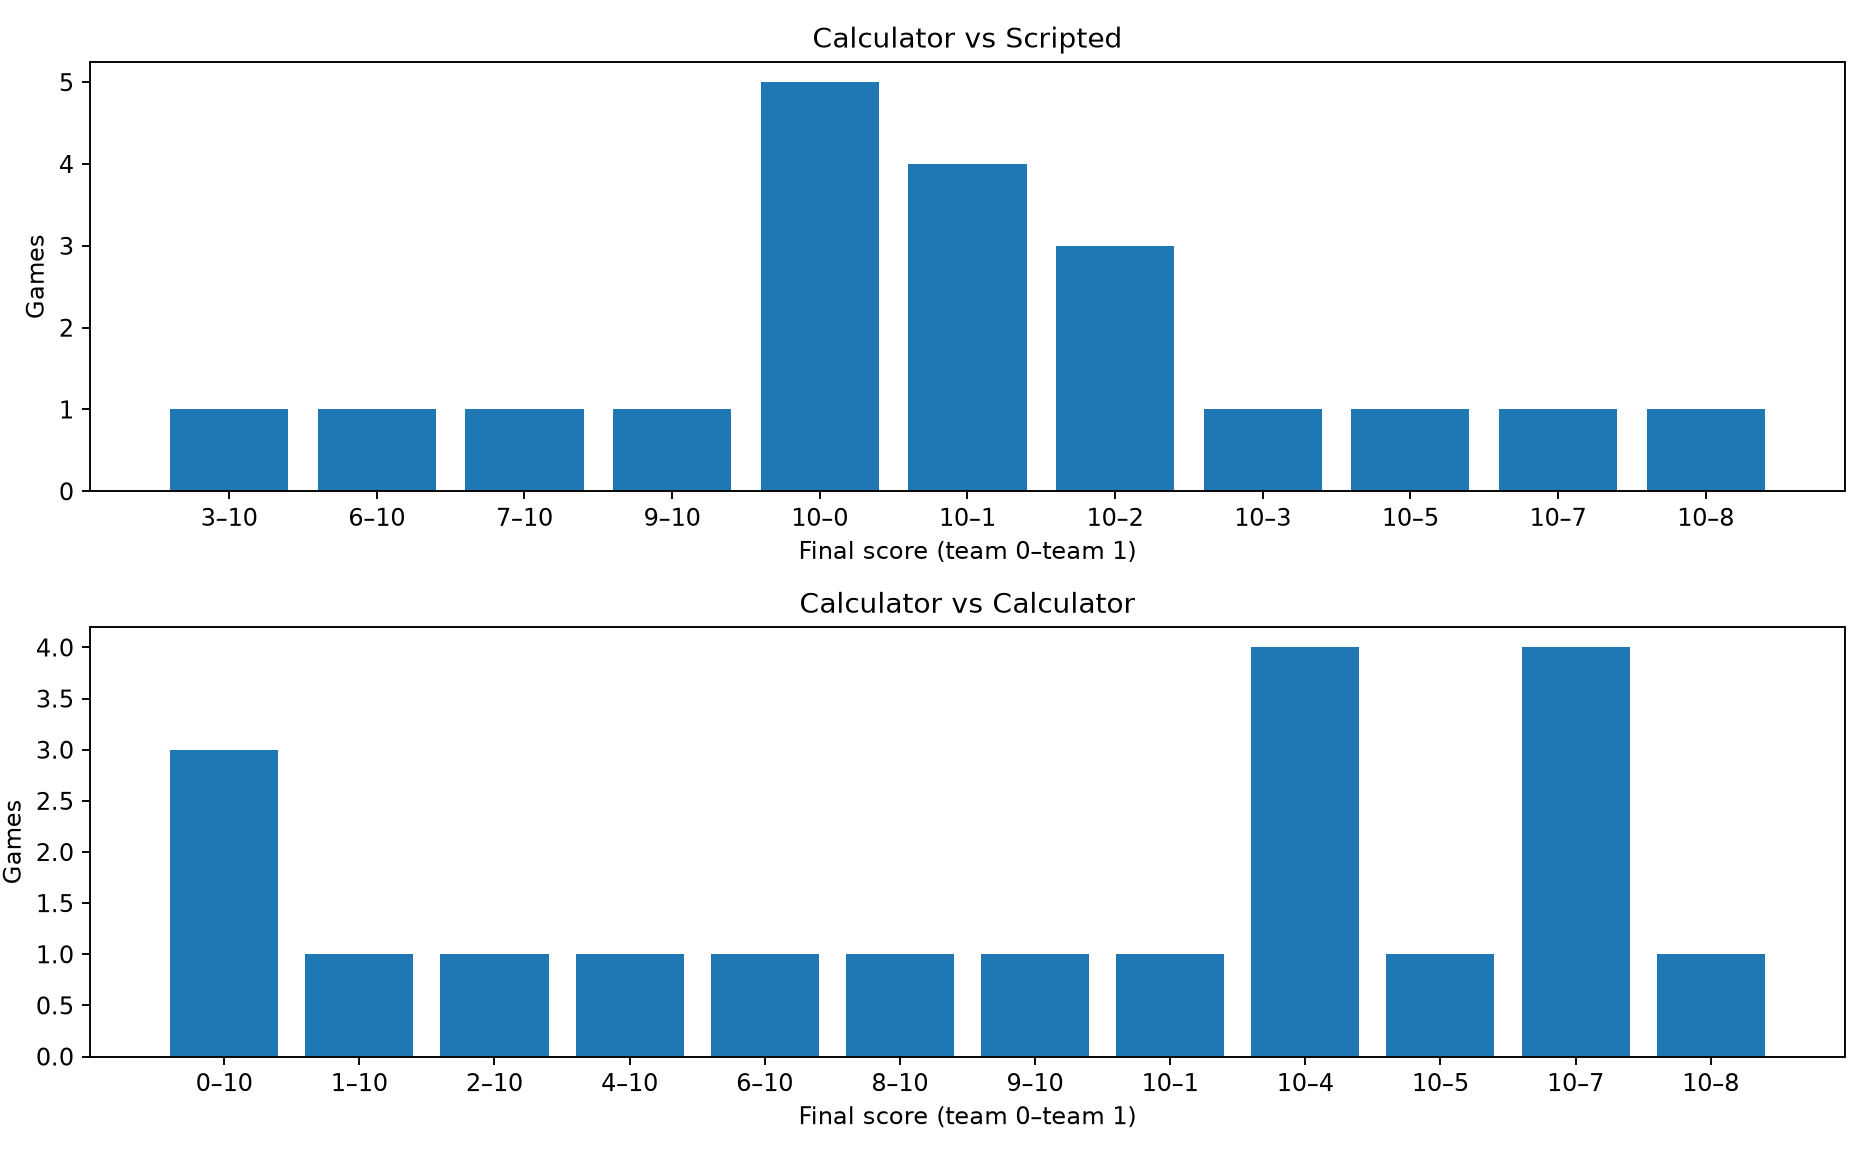 Calculator vs Scripted
5
4
3
2
1
0
Games
3–10 6–10 7–10 9–10 10–0 10–1 10–2 10–3 10–5 10–7 10–8
Final score (team 0–team 1)
Calculator vs Calculator
4.0
3.5
3.0
2.5
2.0
1.5
1.0
0.5
0.0
Games
0–10 1–10 2–10 4–10 6–10 8–10 9–10 10–1 10–4 10–5 10–7 10–8
Final score (team 0–team 1)